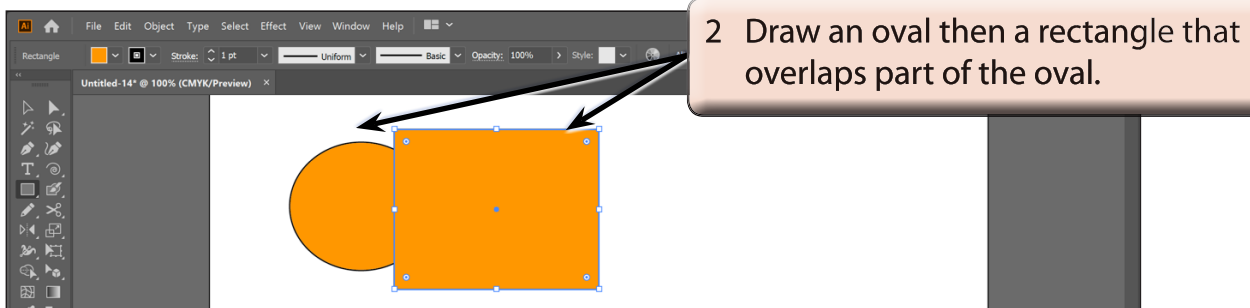 Ai File Edit Object Type Select Effect View Window Help
Rectangle Stroke: 1 pt Uniform Basic Opacity: 100% Style:
Untitled-14* @ 100% (CMYK/Preview) ×
2 Draw an oval then a rectangle that
overlaps part of the oval.